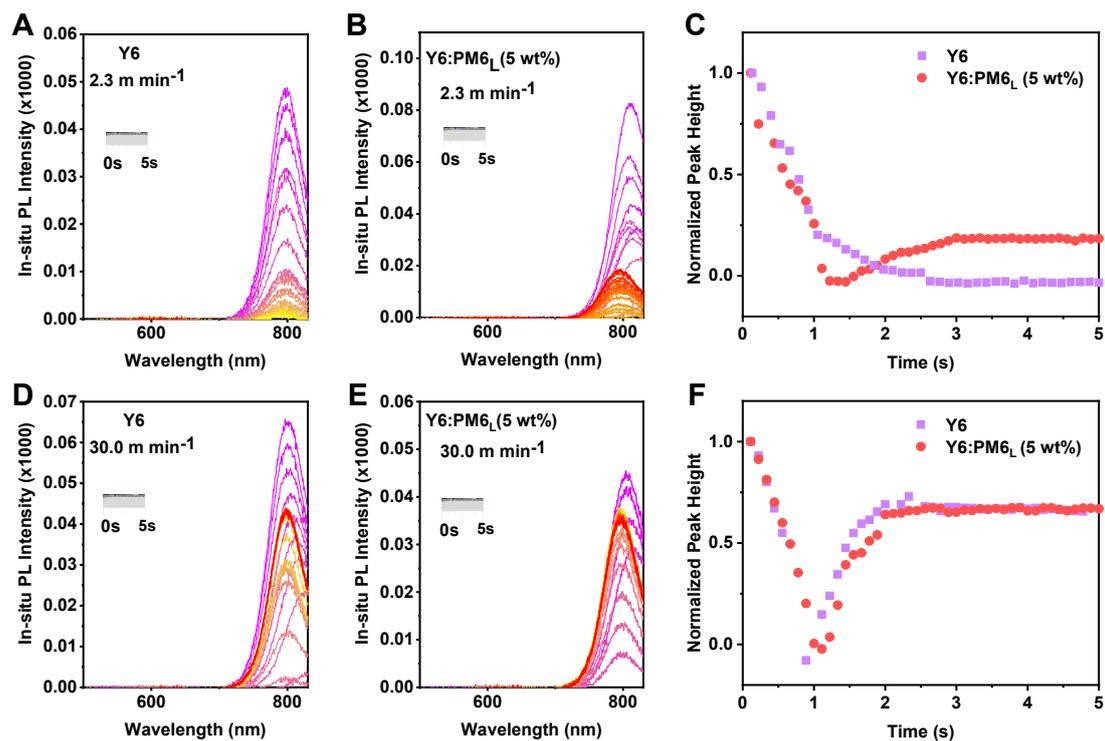 A
0.06
0.05
0.04
0.03
0.02
0.01
0.00
In-situ PL Intensity (x1000)
Y6
2.3 m min-1
0s 5s
600 800
Wavelength (nm)
B
0.10
0.08
0.06
0.04
0.02
0.00
In-situ PL Intensity (x1000)
Y6:PM6L(5 wt%)
2.3 m min-1
0s 5s
600 800
Wavelength (nm)
C
1.0
0.5
0.0
Normalized Peak Height
Y6
Y6:PM6L (5 wt%)
0 1 2 3 4 5
Time (s)
D
0.07
0.06
0.05
0.04
0.03
0.02
0.01
0.00
In-situ PL Intensity (x1000)
Y6
30.0 m min-1
0s 5s
600 800
Wavelength (nm)
E
0.06
0.05
0.04
0.03
0.02
0.01
0.00
In-situ PL Intensity (x1000)
Y6:PM6L(5 wt%)
30.0 m min-1
0s 5s
600 800
Wavelength (nm)
F
1.0
0.5
0.0
Normalized Peak Height
Y6
Y6:PM6L (5 wt%)
0 1 2 3 4 5
Time (s)